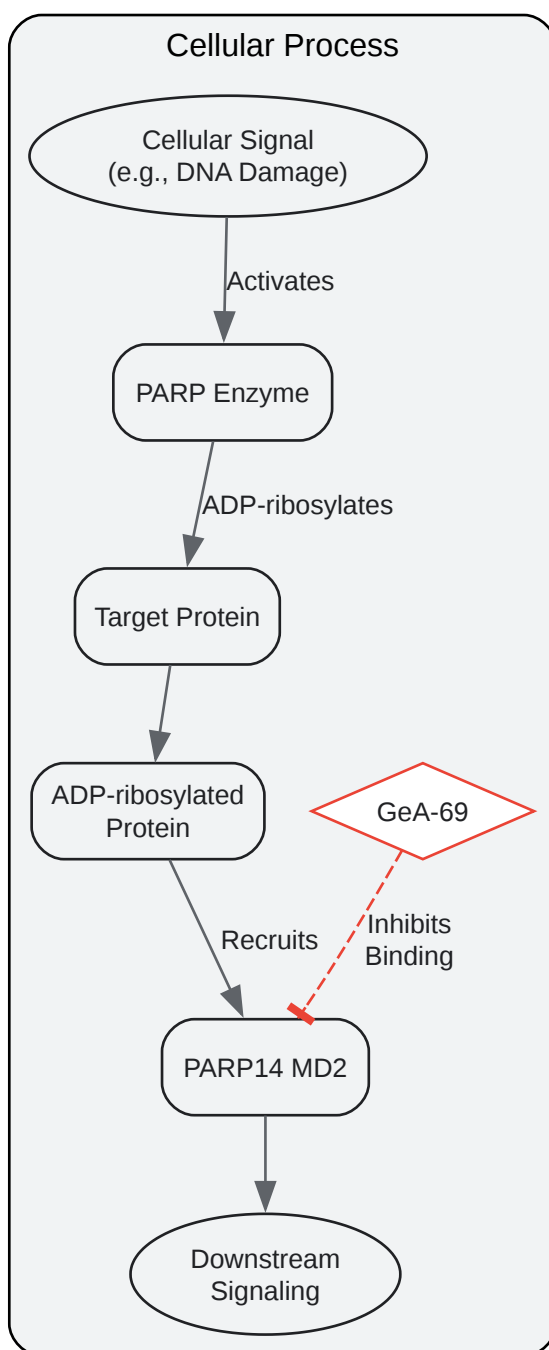 Cellular Process
Cellular Signal
(e.g., DNA Damage)
Activates
PARP Enzyme
ADP-ribosylates
Target Protein
ADP-ribosylated
Protein
GeA-69
Recruits
Inhibits
Binding
PARP14 MD2
Downstream
Signaling